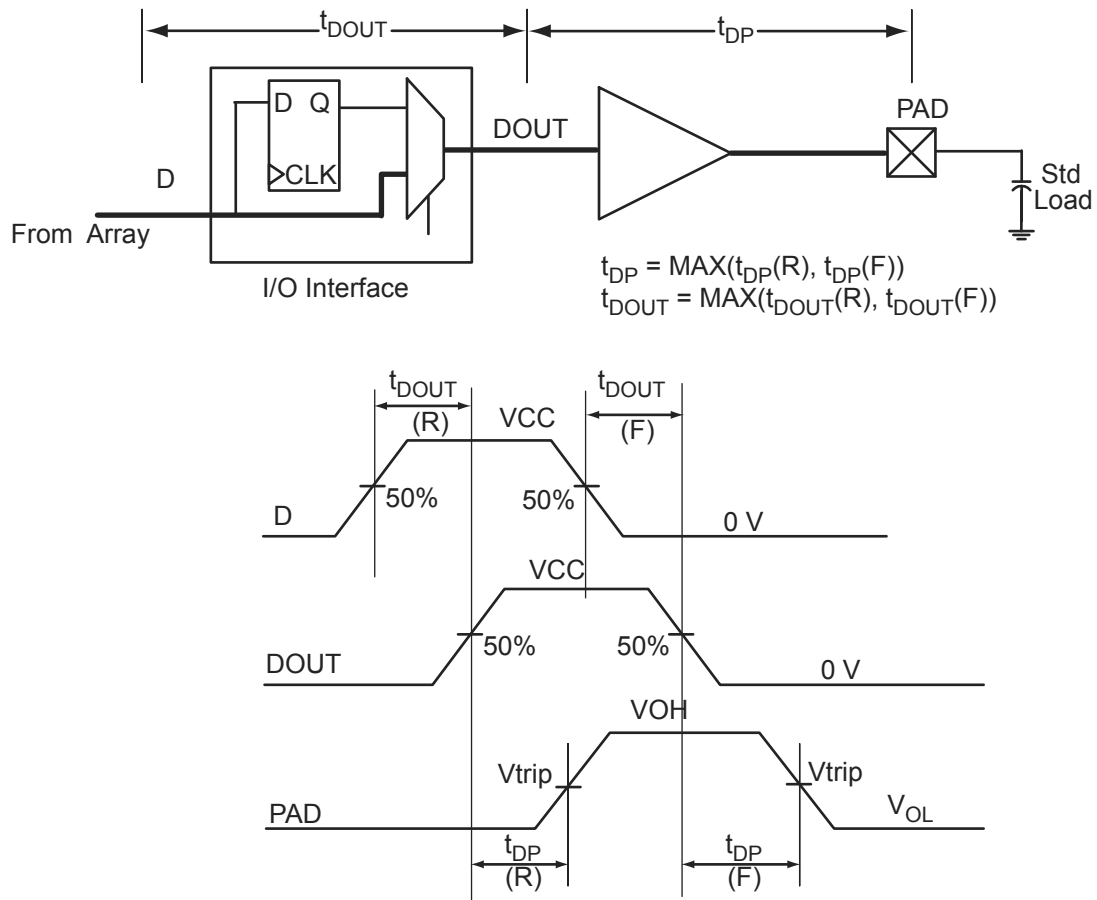 tDOUT
tDP
D Q
CLK
D
From Array
I/O Interface
DOUT
PAD
Std
Load
tDP = MAX(tDP(R), tDP(F))
tDOUT = MAX(tDOUT(R), tDOUT(F))
tDOUT
(R)
VCC
tDOUT
(F)
50%
50%
D
0 V
VCC
50%
50%
DOUT
0 V
VOH
Vtrip
Vtrip
PAD
VOL
tDP
(R)
tDP
(F)